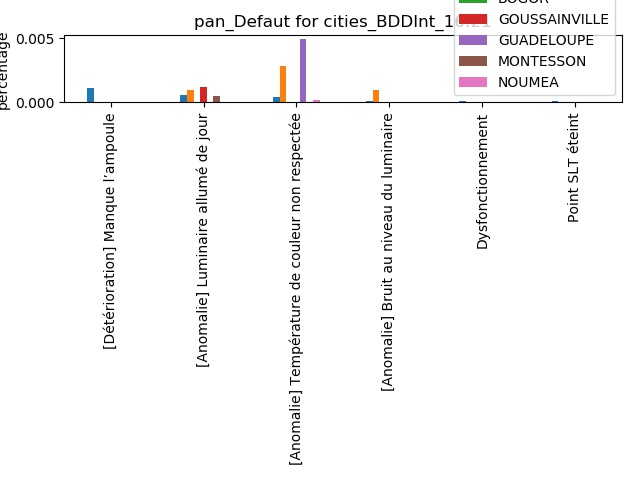 pan_Defaut for cities_BDDInt_1
BOGOR
GOUSSAINVILLE
GUADELOUPE
MONTESSON
NOUMEA
percentage
0.005
0.000
[Détérioration] Manque l'ampoule
[Anomalie] Luminaire allumé de jour
[Anomalie] Température de couleur non respectée
[Anomalie] Bruit au niveau du luminaire
Dysfonctionnement
Point SLT éteint